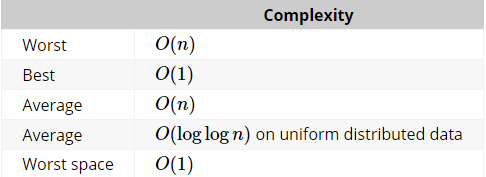 Complexity
Worst O(n)
Best O(1)
Average O(n)
Average O(log log n) on uniform distributed data
Worst space O(1)